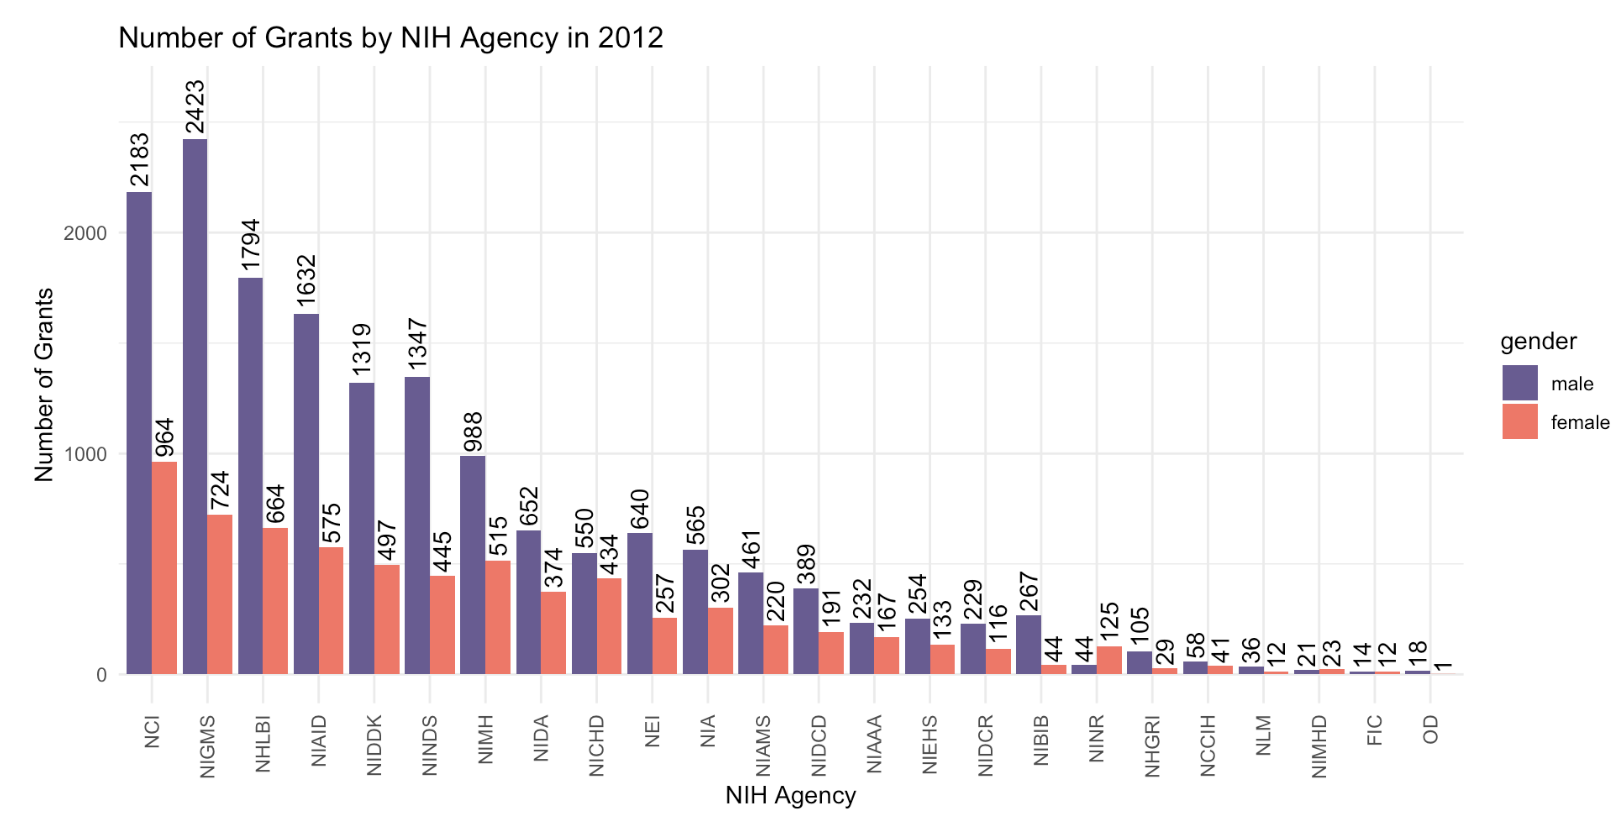 Number of Grants by NIH Agency in 2012
Number of Grants
2000
1000
0
2183
964
2423
724
1794
664
1632
575
1319
497
1347
445
988
515
652
374
550
434
640
257
565
302
461
220
389
191
232
167
254
133
229
116
267
44
44
125
105
29
58
41
36
12
21
23
14
12
18
1
NCI
NIGMS
NHLBI
NIAID
NIDDK
NINDS
NIMH
NIDA
NICHD
NEI
NIA
NIAMS
NIDCD
NIAAA
NIEHS
NIDCR
NIBIB
NINR
NHGRI
NCCIH
NLM
NIMHD
FIC
OD
NIH Agency
gender
male
female